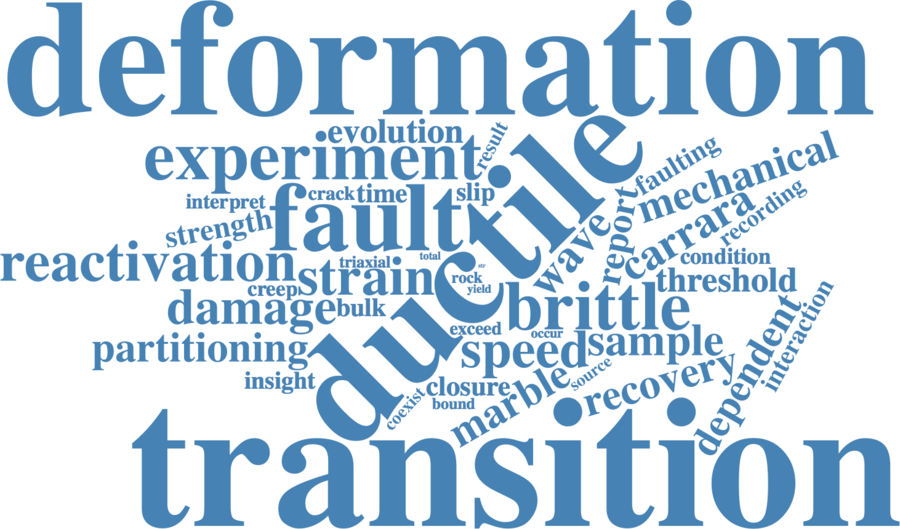 deformation
evolution
result
experiment
ductile
faulting
mechanical
interpret
crack
time
slip
strength
fault
wave
report
carrara
recording
reactivation
triaxial
total
str
condition
creep
strain
rock
yield
threshold
damage
bulk
brittle
exceed
occur
partitioning
speed
sample
dependent
interaction
insight
closure
source
recovery
coexist
bound
marble
transition